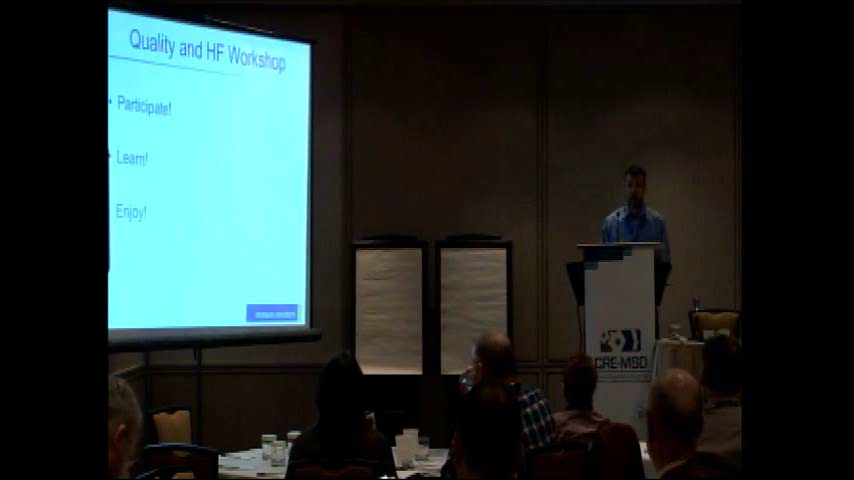 Quality and HF Workshop
• Participate!
• Learn!
Enjoy!
CRE-MSD